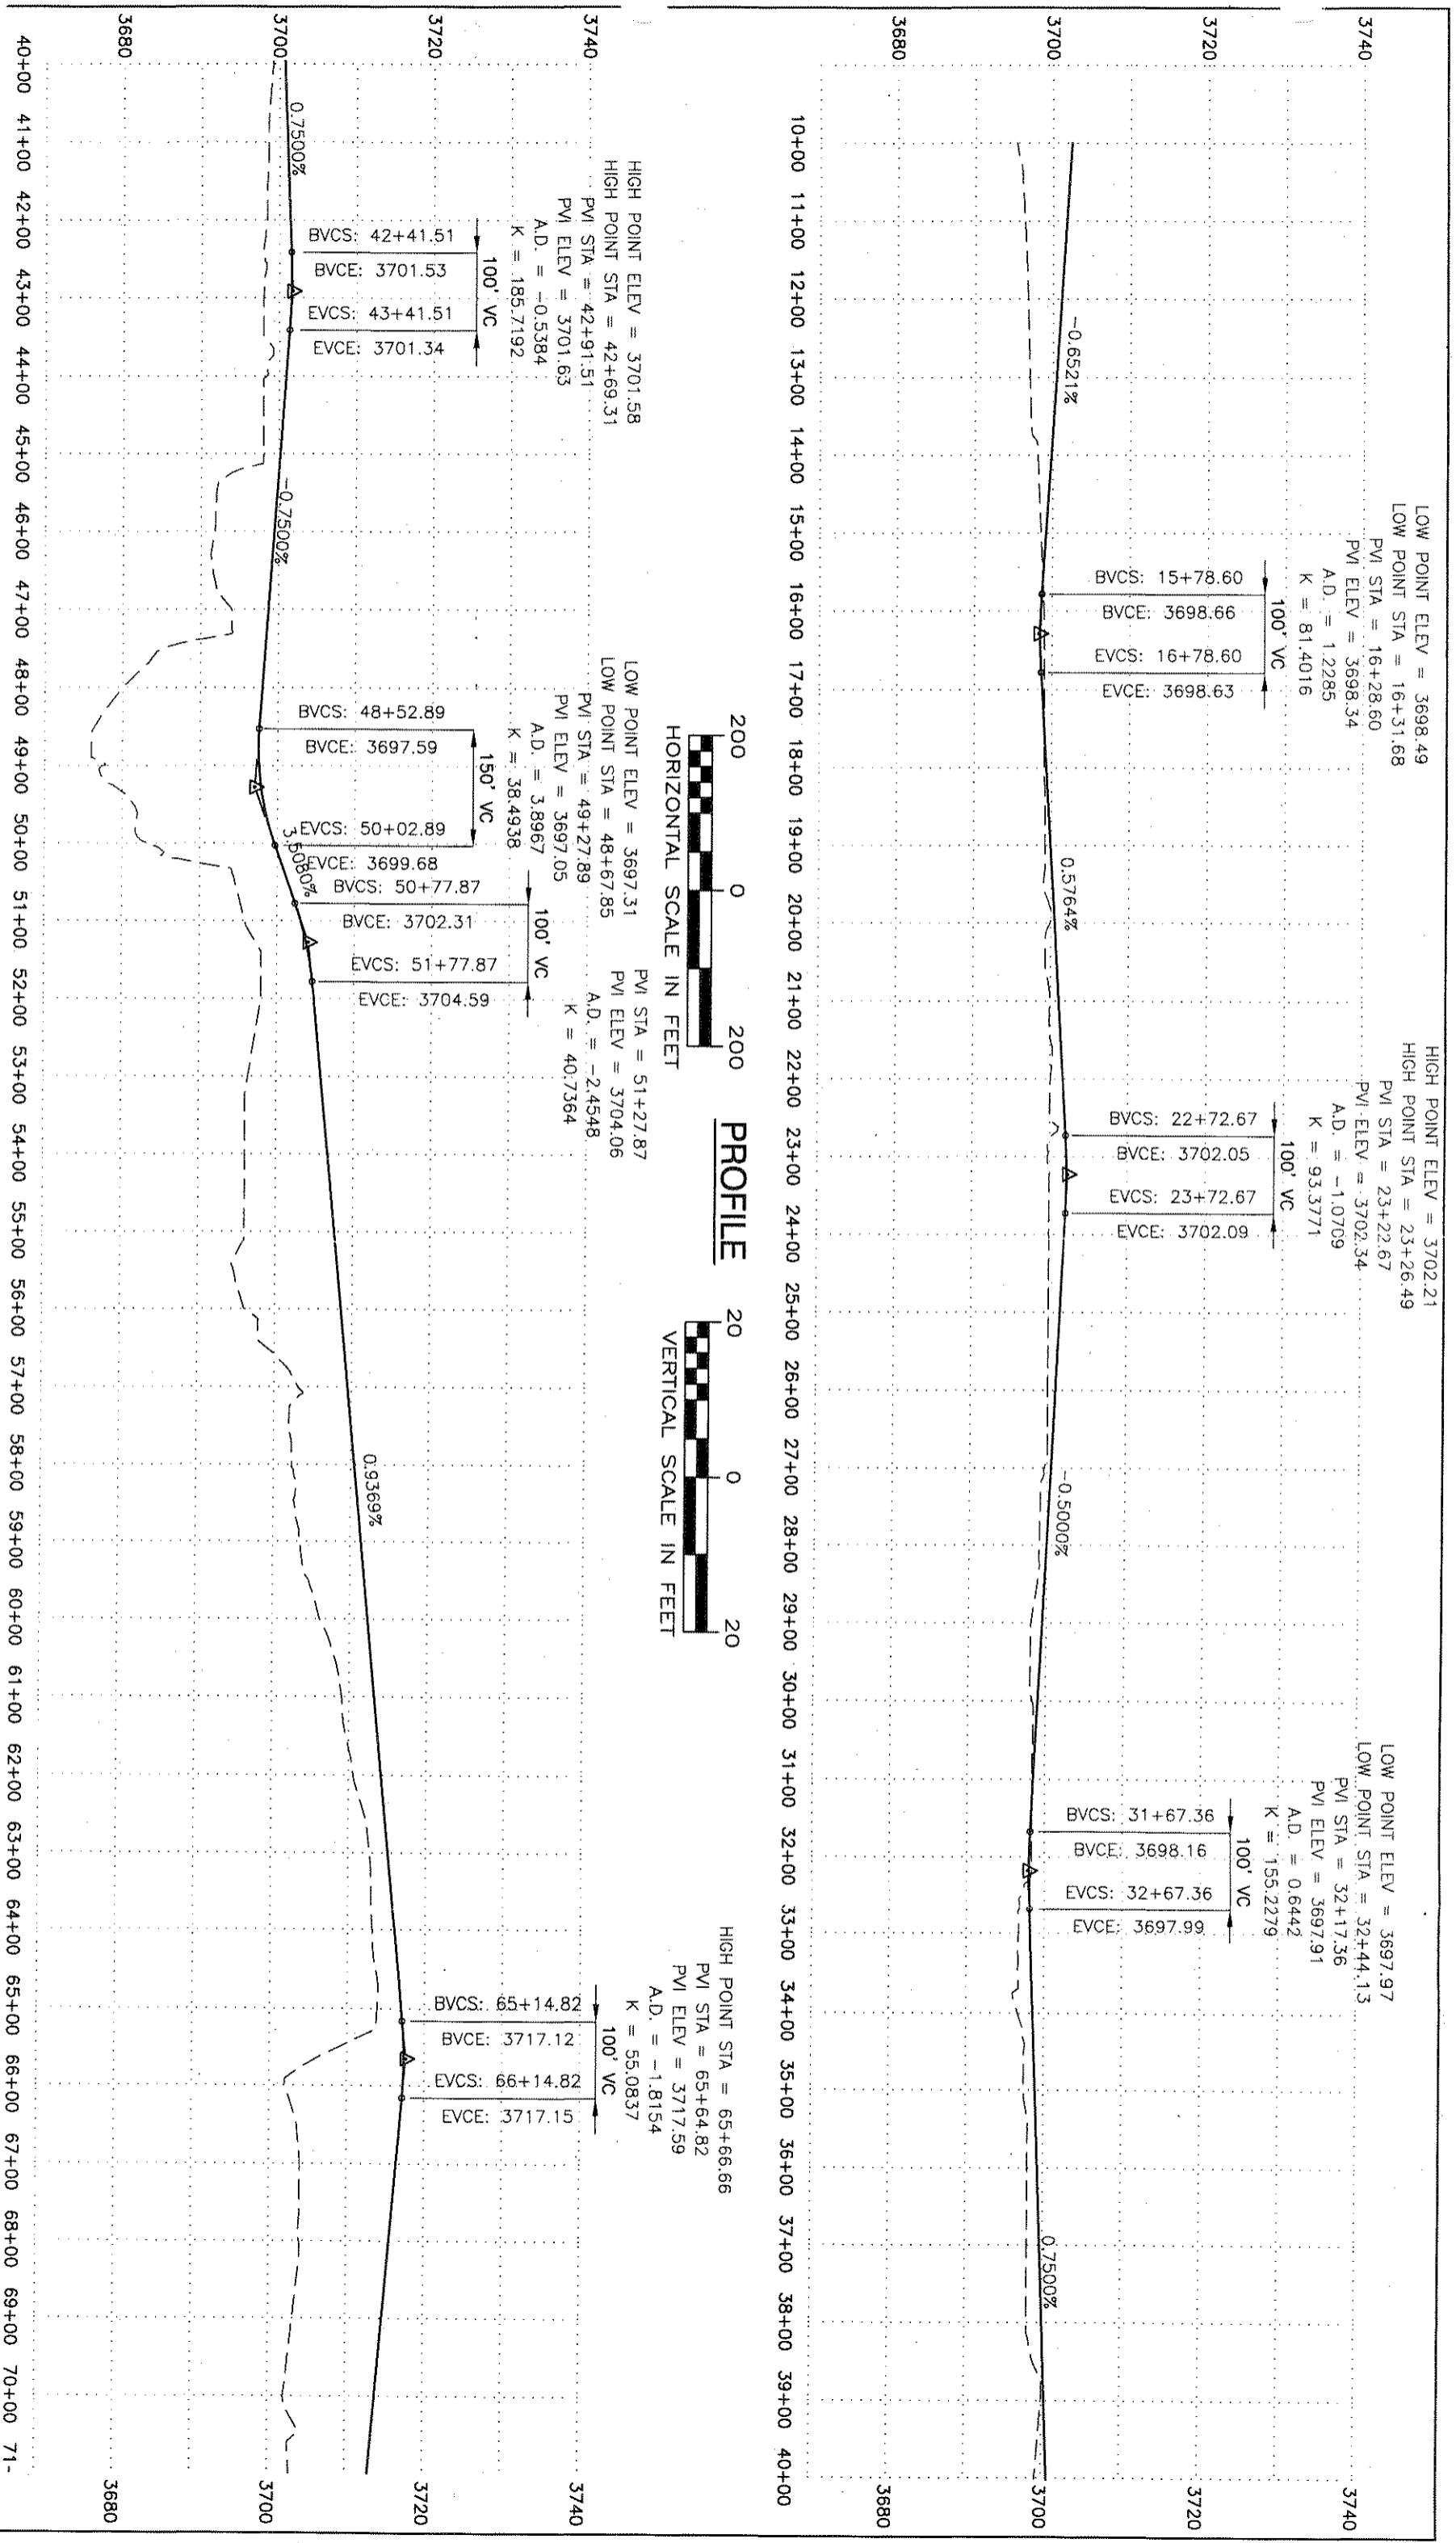 LOW POINT ELEV = 3698.49
LOW POINT STA = 16+31.68
PVI STA = 16+28.60
PVI ELEV = 3698.34
A.D. = 1.2285
K = 81.4016
100' VC
BVCS: 15+78.60
BVCE: 3698.66
EVCS: 16+78.60
EVCE: 3698.63
HIGH POINT ELEV = 3702.21
HIGH POINT STA = 23+26.49
PVI STA = 23+22.67
PVI ELEV = 3702.34
A.D. = -1.0709
K = 93.3771
100' VC
BVCS: 22+72.67
BVCE: 3702.05
EVCS: 23+72.67
EVCE: 3702.09
LOW POINT ELEV = 3697.97
LOW POINT STA = 32+44.13
PVI STA = 32+17.36
PVI ELEV = 3697.91
A.D. = 0.6442
K = 155.2279
100' VC
BVCS: 31+67.36
BVCE: 3698.16
EVCS: 32+67.36
EVCE: 3697.99
3740
3720
3700
3680
3740
3720
3700
3680
-0.6521%
0.5764%
-0.5000%
0.7500%
10+00 11+00 12+00 13+00 14+00 15+00 16+00 17+00 18+00 19+00 20+00 21+00 22+00 23+00 24+00 25+00 26+00 27+00 28+00 29+00 30+00 31+00 32+00 33+00 34+00 35+00 36+00 37+00 38+00 39+00 40+00
200 0 200
HORIZONTAL SCALE IN FEET
PROFILE
20 0 20
VERTICAL SCALE IN FEET
HIGH POINT ELEV = 3701.58
HIGH POINT STA = 42+69.31
PVI STA = 42+91.51
PVI ELEV = 3701.63
A.D. = -0.5384
K = 185.7192
100' VC
BVCS: 42+41.51
BVCE: 3701.53
EVCS: 43+41.51
EVCE: 3701.34
LOW POINT ELEV = 3697.31
LOW POINT STA = 48+67.85
PVI STA = 49+27.89
PVI ELEV = 3697.05
A.D. = 3.8967
K = 38.4938
150' VC
BVCS: 48+52.89
BVCE: 3697.59
EVCS: 50+02.89
EVCE: 3699.68
PVI STA = 51+27.87
PVI ELEV = 3704.06
A.D. = -2.4548
K = 40.7364
100' VC
BVCS: 50+77.87
BVCE: 3702.31
EVCS: 51+77.87
EVCE: 3704.59
HIGH POINT STA = 65+66.66
PVI STA = 65+64.82
PVI ELEV = 3717.59
A.D. = -1.8154
K = 55.0837
100' VC
BVCS: 65+14.82
BVCE: 3717.12
EVCS: 66+14.82
EVCE: 3717.15
3740
3720
3700
3680
3740
3720
3700
3680
0.7500%
-0.7500%
3.5080%
0.9369%
40+00 41+00 42+00 43+00 44+00 45+00 46+00 47+00 48+00 49+00 50+00 51+00 52+00 53+00 54+00 55+00 56+00 57+00 58+00 59+00 60+00 61+00 62+00 63+00 64+00 65+00 66+00 67+00 68+00 69+00 70+00 71-